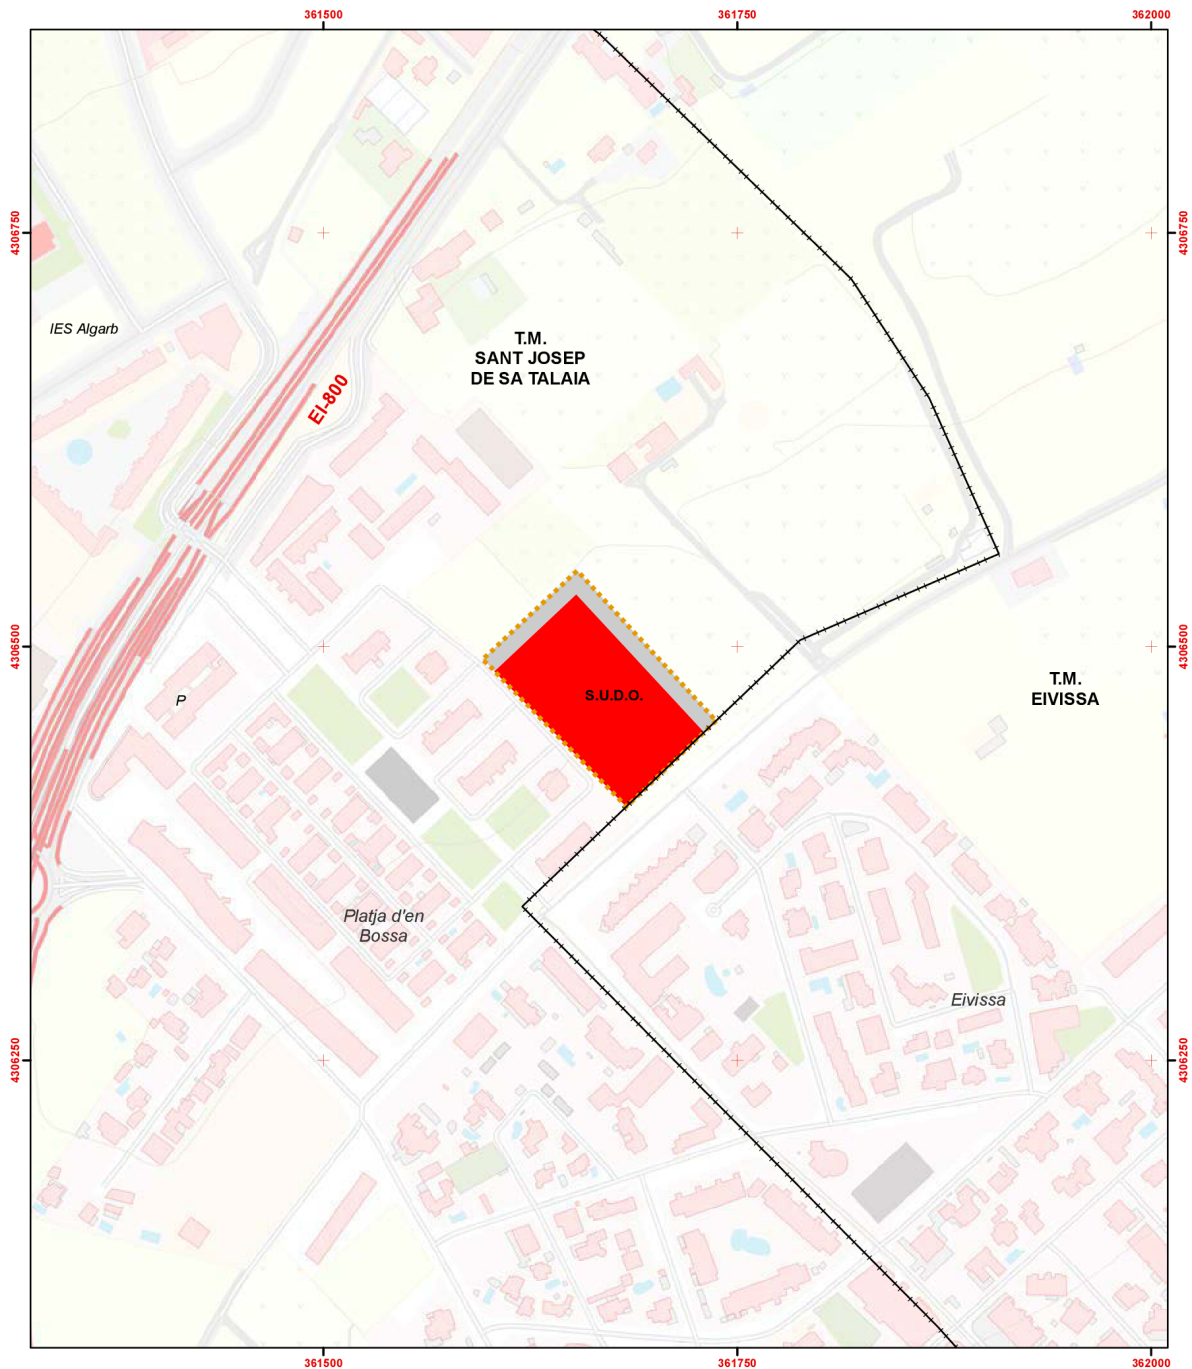 361500
361750
362000
4306750
4306750
IES Algarb
T.M.
SANT JOSEP
DE SA TALAIA
EI-800
4306500
4306500
S.U.D.O.
T.M.
EIVISSA
P
Platja d'en
Bossa
Eivissa
4306250
4306250
361500
361750
362000